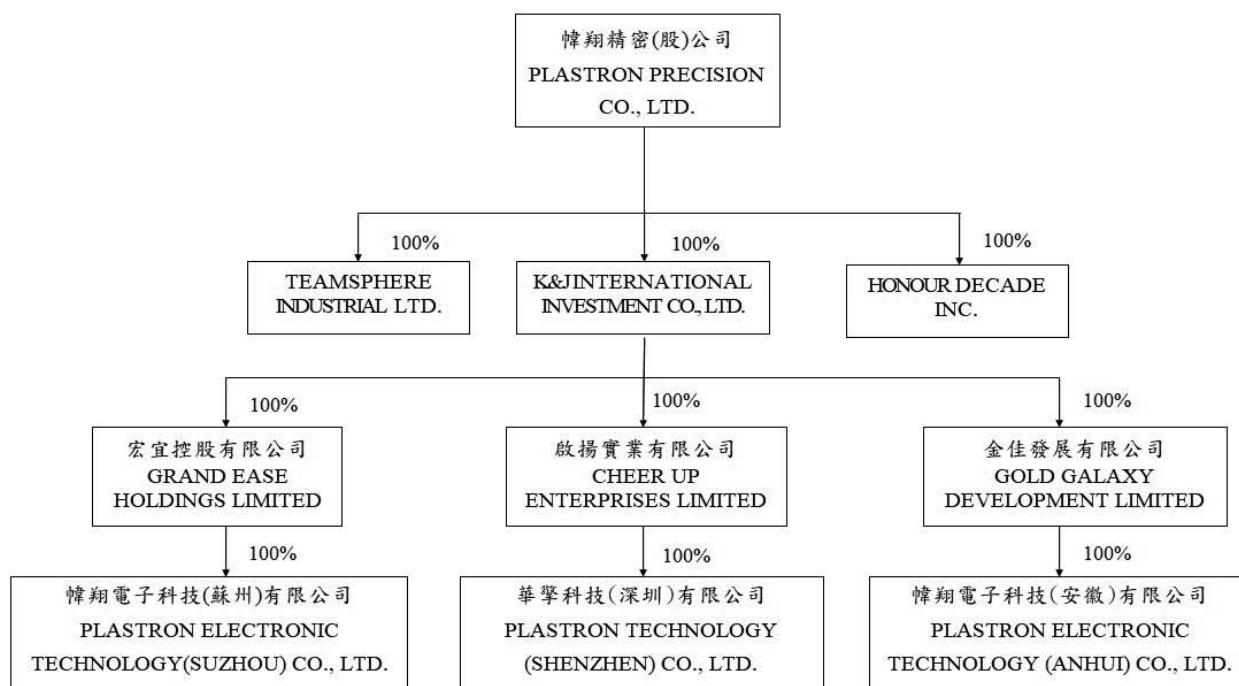 幃翔精密(股)公司
PLASTRON PRECISION
CO., LTD.
100%
100%
100%
TEAMSPHERE
INDUSTRIAL LTD.
K&JINTERNATIONAL
INVESTMENT CO., LTD.
HONOUR DECADE
INC.
100%
100%
100%
宏宜控股有限公司
GRAND EASE
HOLDINGS LIMITED
啟揚實業有限公司
CHEER UP
ENTERPRISES LIMITED
金佳發展有限公司
GOLD GALAXY
DEVELOPMENT LIMITED
100%
100%
100%
幃翔電子科技(蘇州)有限公司
PLASTRON ELECTRONIC
TECHNOLOGY(SUZHOU) CO., LTD.
華擎科技(深圳)有限公司
PLASTRON TECHNOLOGY
(SHENZHEN) CO., LTD.
幃翔電子科技(安徽)有限公司
PLASTRON ELECTRONIC
TECHNOLOGY (ANHUI) CO., LTD.